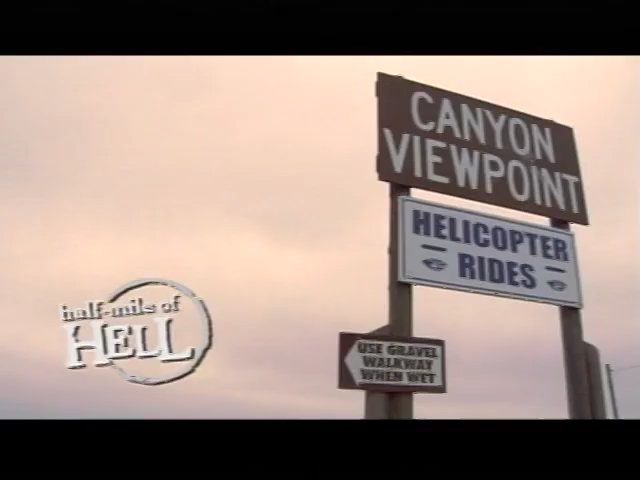 CANYON
VIEWPOINT
HELICOPTER
RIDES
USE GRAVEL
WALKWAY
WHEN WET
half-mile of
HELL